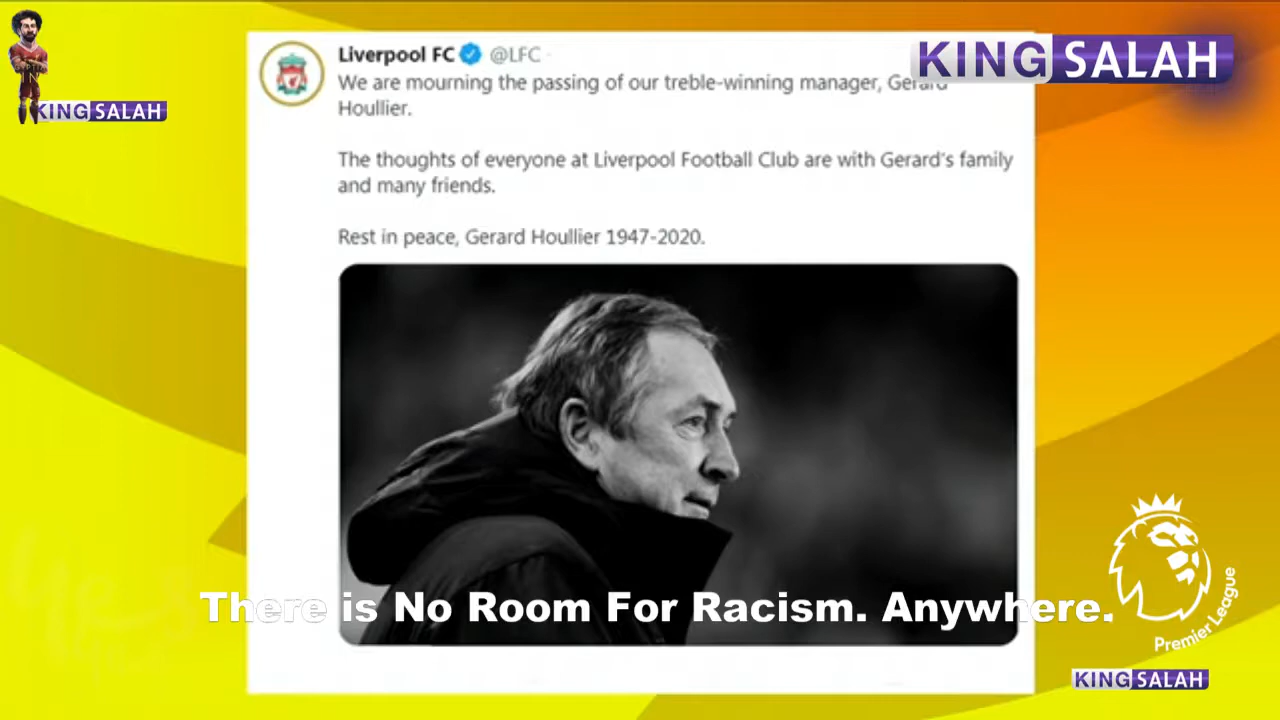 KING SALAH
Liverpool FC @LFC
KING SALAH
We are mourning the passing of our treble-winning manager, Gerard
Houllier.
The thoughts of everyone at Liverpool Football Club are with Gerard's family
and many friends.
Rest in peace, Gerard Houllier 1947-2020.
There is No Room For Racism. Anywhere.
Premier League
KING SALAH